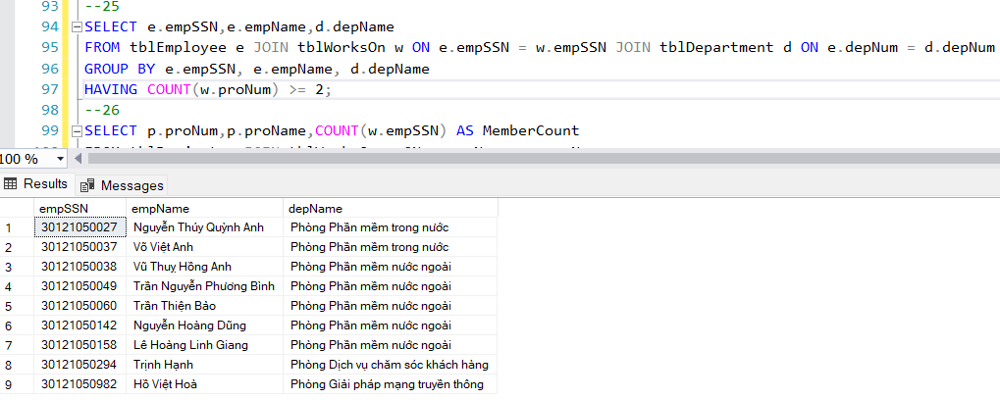 93 --25
94 SELECT e.empSSN,e.empName,d.depName
95 FROM tblEmployee e JOIN tblWorksOn w ON e.empSSN = w.empSSN JOIN tblDepartment d ON e.depNum = d.depNum
96 GROUP BY e.empSSN, e.empName, d.depName
97 HAVING COUNT(w.proNum) >= 2;
98 --26
99 SELECT p.proNum,p.proName,COUNT(w.empSSN) AS MemberCount
100 %
Results Messages
empSSN empName depName
1 30121050027 Nguyễn Thúy Quỳnh Anh Phòng Phần mềm trong nước
2 30121050037 Võ Việt Anh Phòng Phần mềm trong nước
3 30121050038 Vũ Thuỵ Hồng Anh Phòng Phần mềm nước ngoài
4 30121050049 Trần Nguyễn Phương Bình Phòng Phần mềm nước ngoài
5 30121050060 Trần Thiện Bảo Phòng Phần mềm nước ngoài
6 30121050142 Nguyễn Hoàng Dũng Phòng Phần mềm nước ngoài
7 30121050158 Lê Hoàng Linh Giang Phòng Phần mềm nước ngoài
8 30121050294 Trịnh Hạnh Phòng Dịch vụ chăm sóc khách hàng
9 30121050982 Hồ Việt Hoà Phòng Giải pháp mạng truyền thông